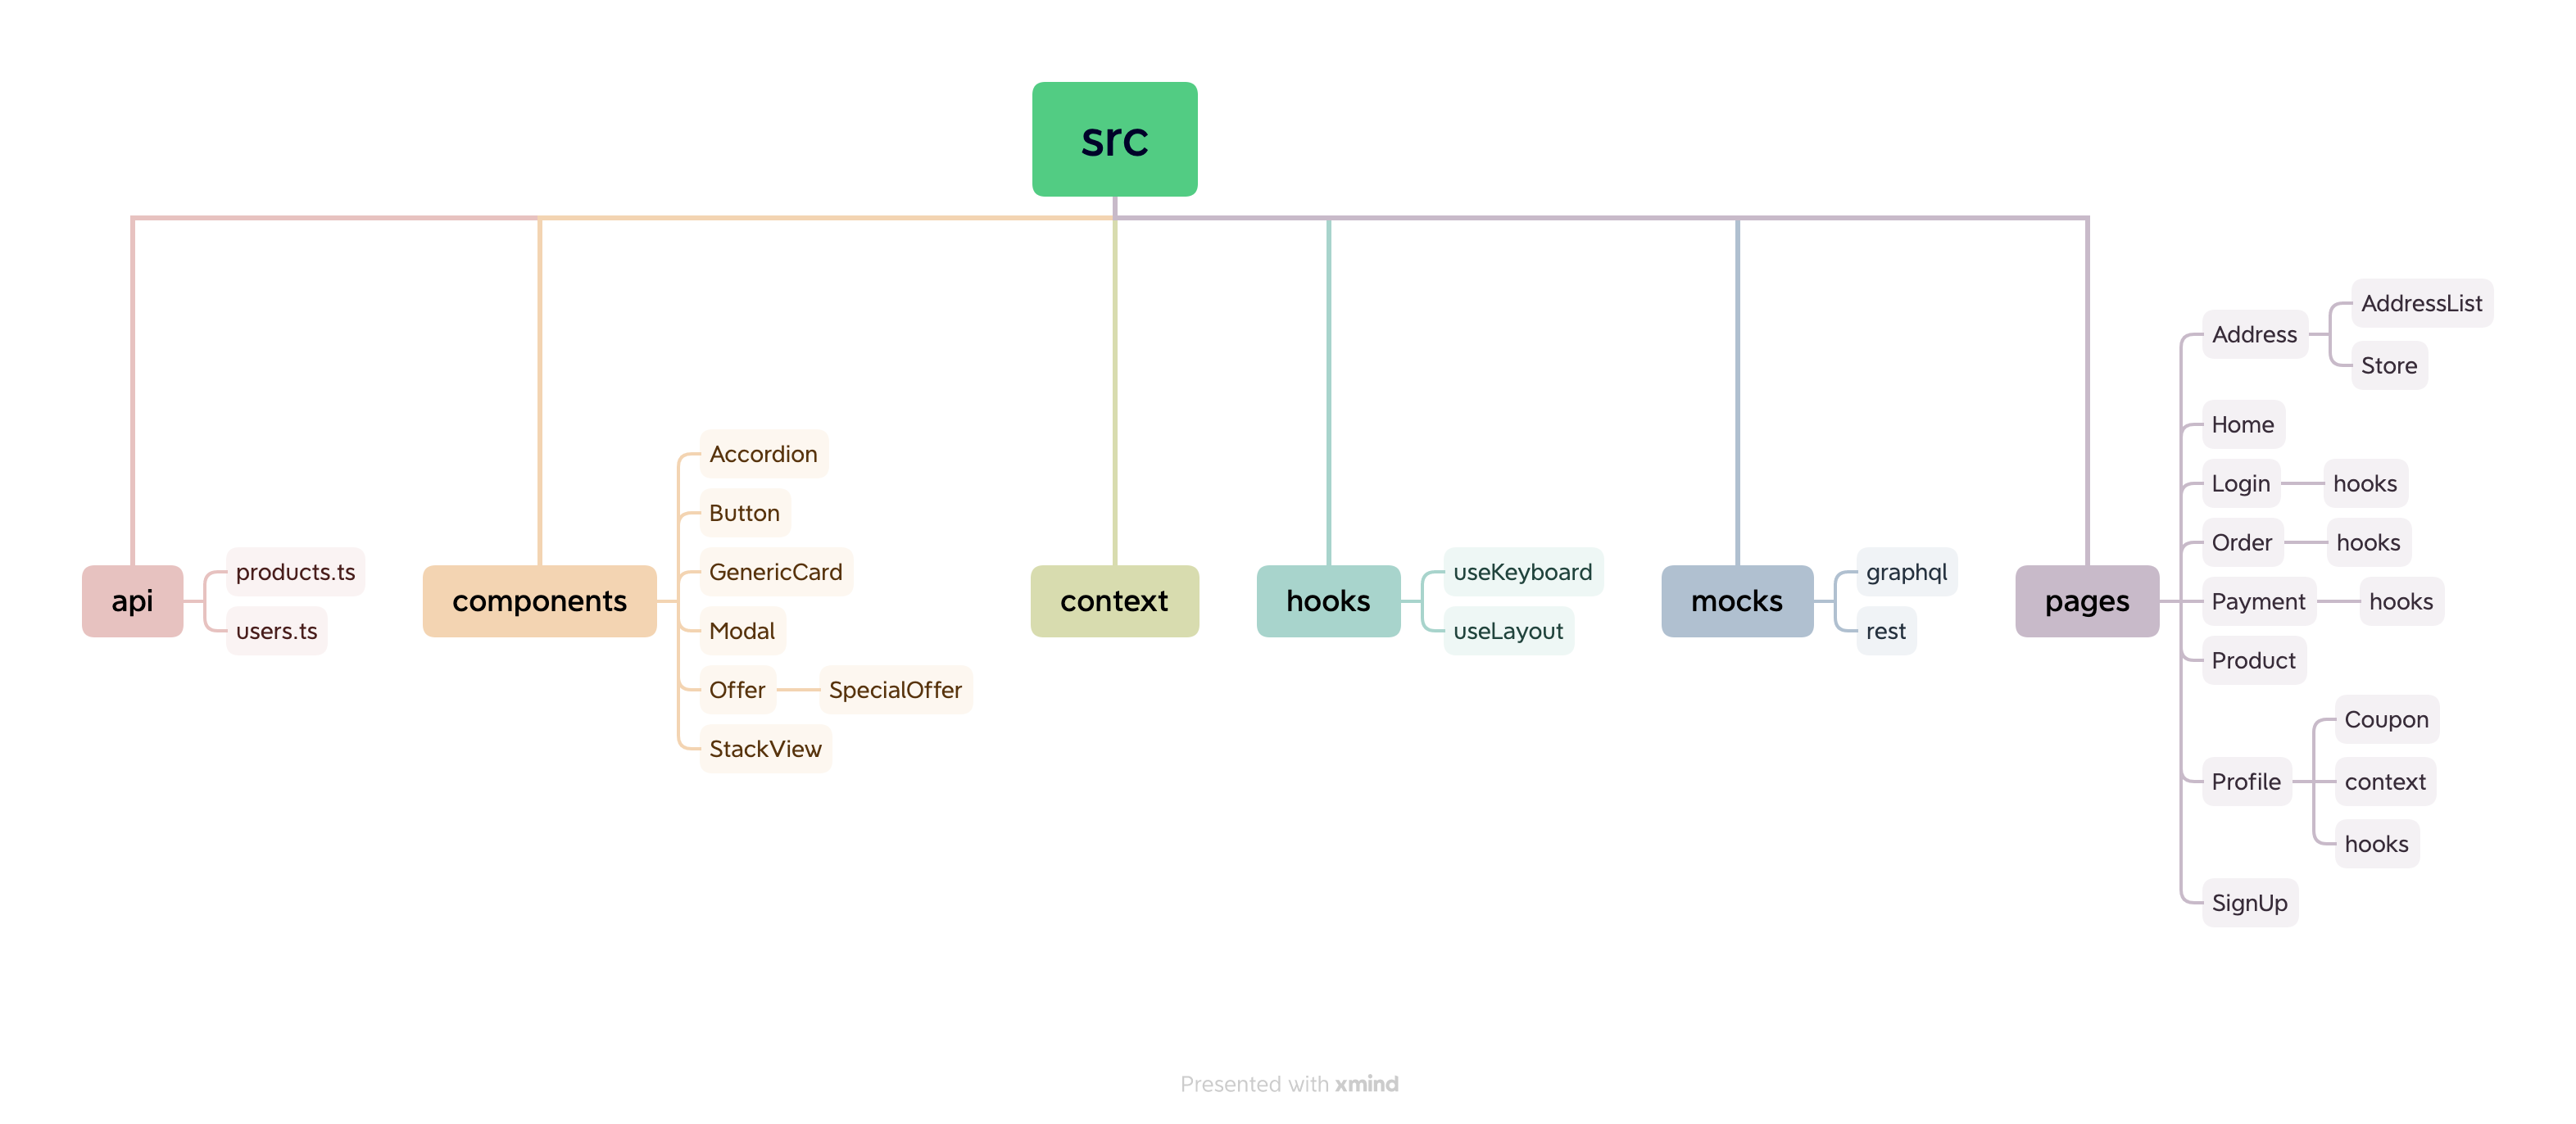 src
api
products.ts
users.ts
components
Accordion
Button
GenericCard
Modal
Offer
SpecialOffer
StackView
context
hooks
useKeyboard
useLayout
mocks
graphql
rest
pages
Address
AddressList
Store
Home
Login
hooks
Order
hooks
Payment
hooks
Product
Profile
Coupon
context
hooks
SignUp
Presented with xmind